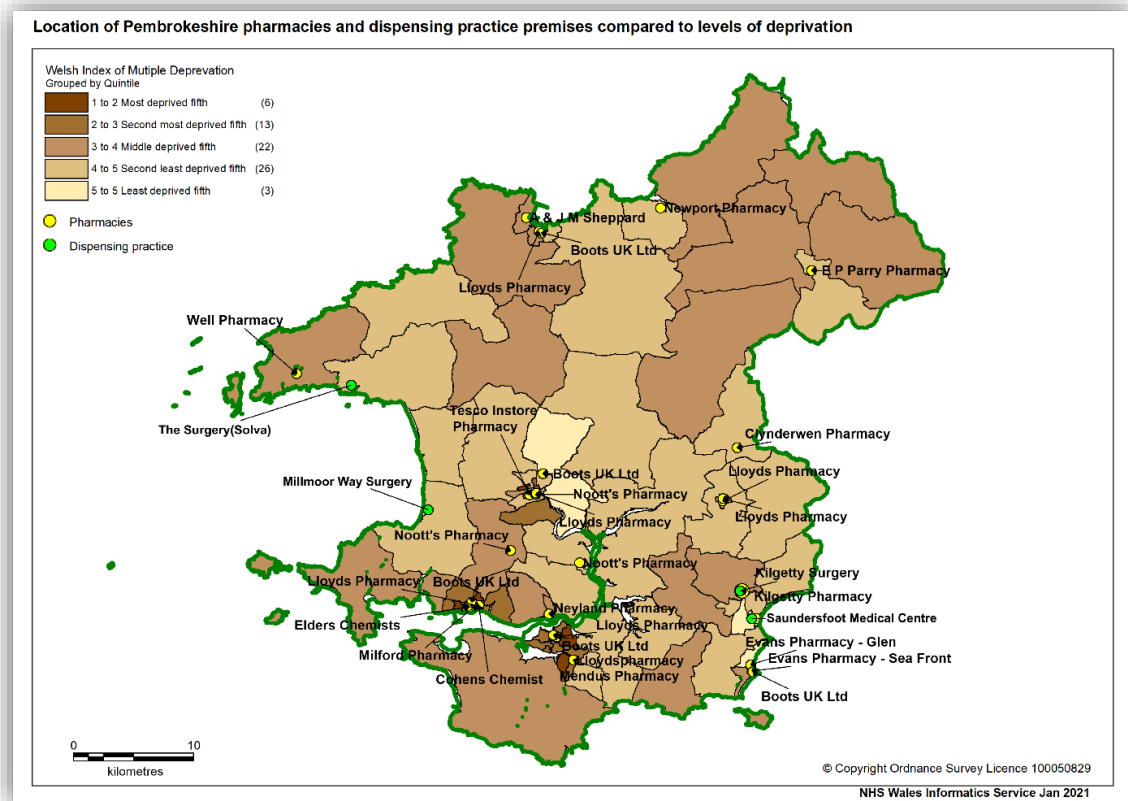 Location of Pembrokeshire pharmacies and dispensing practice premises compared to levels of deprivation
Welsh Index of Mutiple Deprevation
Grouped by Quintile
1 to 2 Most deprived fifth (6)
2 to 3 Second most deprived fifth (13)
3 to 4 Middle deprived fifth (22)
4 to 5 Second least deprived fifth (26)
5 to 5 Least deprived fifth (3)
Pharmacies
Dispensing practice
Newport Pharmacy
A & J M Sheppard
Boots UK Ltd
E P Parry Pharmacy
Lloyds Pharmacy
Well Pharmacy
The Surgery(Solva)
Tesco Instore
Pharmacy
Clynderwen Pharmacy
Boots UK Ltd
Lloyds Pharmacy
Millmoor Way Surgery
Noott's Pharmacy
Lloyds Pharmacy
Lloyds Pharmacy
Noott's Pharmacy
Noott's Pharmacy
Kilgetty Surgery
Lloyds Pharmacy
Boots UK Ltd
Kilgetty Pharmacy
Neyland Pharmacy
Saundersfoot Medical Centre
Elders Chemists
Lloyds Pharmacy
Evans Pharmacy - Glen
Boots UK Ltd
Milford Pharmacy
Evans Pharmacy - Sea Front
Lloydspharmacy
Mendus Pharmacy
Cohens Chemist
Boots UK Ltd
0 10
kilometres
© Copyright Ordnance Survey Licence 100050829
NHS Wales Informatics Service Jan 2021